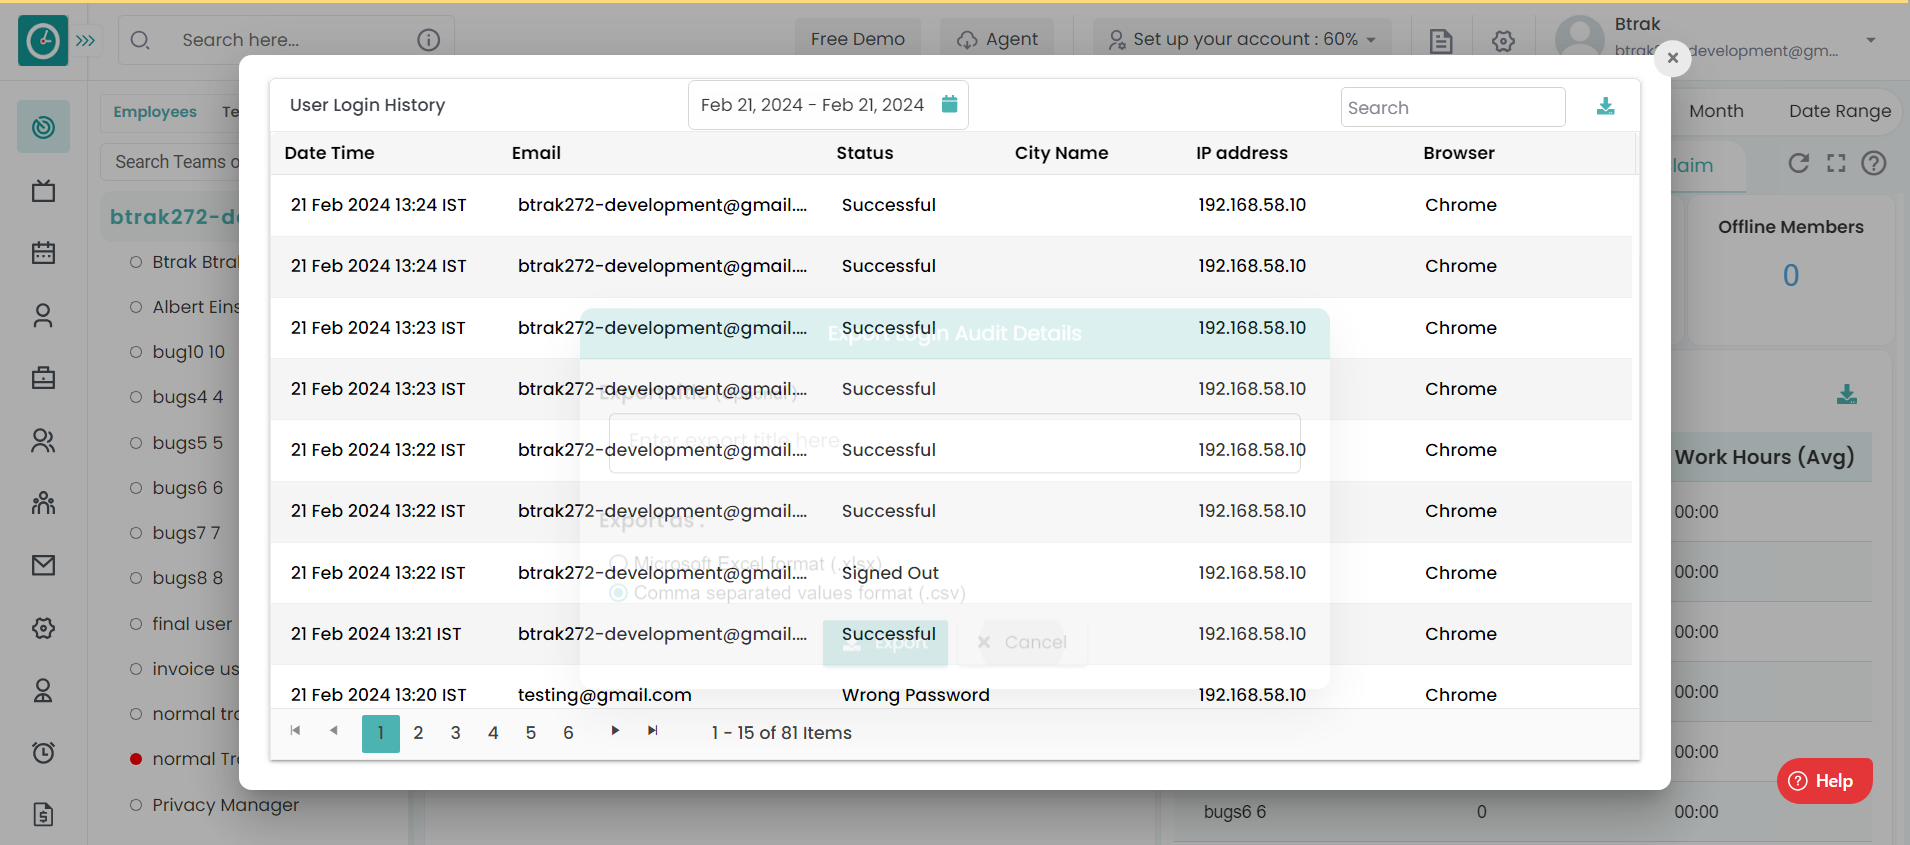 Search here...
Free Demo
Agent
Set up your account : 60%
Btrak
btrak272-development@gm...
Employees
Te
Month
Date Range
Search Teams o
laim
btrak272-de
Offline Members
0
Btrak Btrak
Albert Eins
bug10 10
bugs4 4
bugs5 5
bugs6 6
bugs7 7
bugs8 8
final user
invoice us
normal tra
normal Tra
Privacy Manager
User Login History
Feb 21, 2024 - Feb 21, 2024
Search
Date Time Email Status City Name IP address Browser
21 Feb 2024 13:24 IST btrak272-development@gmail.... Successful 192.168.58.10 Chrome
21 Feb 2024 13:24 IST btrak272-development@gmail.... Successful 192.168.58.10 Chrome
21 Feb 2024 13:23 IST btrak272-development@gmail.... Successful 192.168.58.10 Chrome
21 Feb 2024 13:23 IST btrak272-development@gmail.... Successful 192.168.58.10 Chrome
21 Feb 2024 13:22 IST btrak272-development@gmail.... Successful 192.168.58.10 Chrome
21 Feb 2024 13:22 IST btrak272-development@gmail.... Successful 192.168.58.10 Chrome
21 Feb 2024 13:22 IST btrak272-development@gmail.... Signed Out 192.168.58.10 Chrome
21 Feb 2024 13:21 IST btrak272-development@gmail.... Successful 192.168.58.10 Chrome
21 Feb 2024 13:20 IST testing@gmail.com Wrong Password 192.168.58.10 Chrome
1 2 3 4 5 6
1 - 15 of 81 Items
Export Login Audit Details
Export title (optional)
Enter export title here
Export as :
Microsoft Excel format (.xlsx)
Comma separated values format (.csv)
Export
Cancel
Work Hours (Avg)
00:00
00:00
00:00
00:00
00:00
bugs6 6 0 00:00
Help